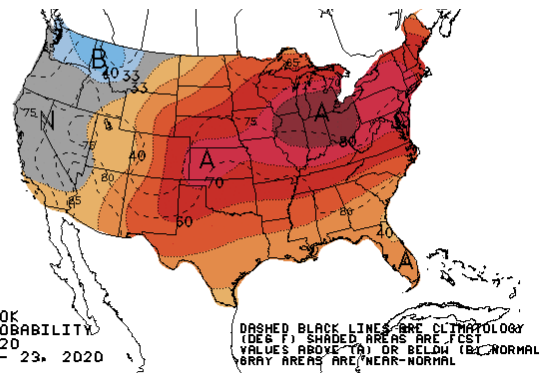 B
40 33
33
75 N
75
A
80
75
A
70
40
80
85
60
80
40
A
OK
OBABILITY
20
- 23, 2020
DASHED BLACK LINES ARE CLIMATOLOGY
(DEG F) SHADED AREAS ARE FCST
VALUES ABOVE (A) OR BELOW (B) NORMAL
GRAY AREAS ARE NEAR-NORMAL